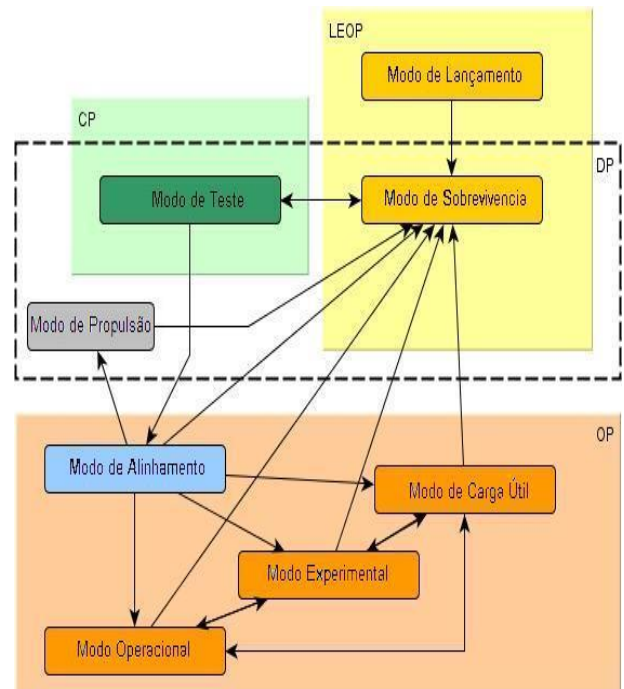 LEOP
Modo de Lançamento
CP
DP
Modo de Teste
Modo de Sobrevivencia
Modo de Propulsão
OP
Modo de Alinhamento
Modo de Carga Útil
Modo Experimental
Modo Operacional